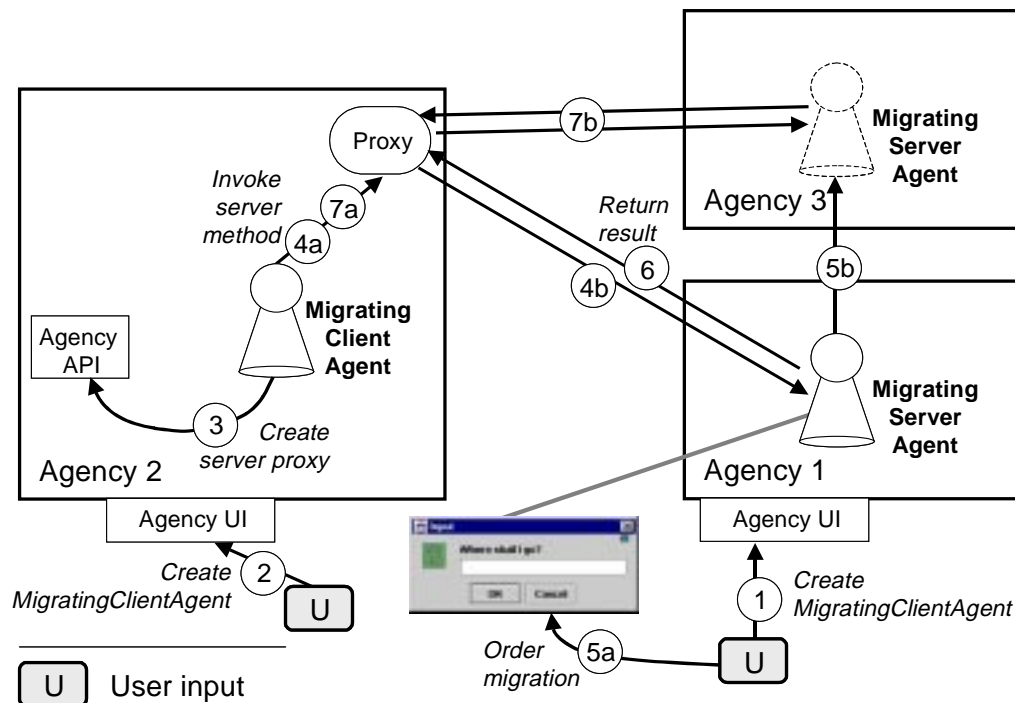 Proxy
7b
Migrating
Server
Agent
Agency 3
Invoke
server
method
7a
4a
Return
result
6
4b
5b
Migrating
Client
Agent
Agency
API
3
Create
server proxy
Agency 2
Migrating
Server
Agent
Agency 1
Agency UI
Agency UI
Input
Where shall I go?
OK
Cancel
Create
MigratingClientAgent
2
U
1
Create
MigratingClientAgent
Order
migration
5a
U
U
User input